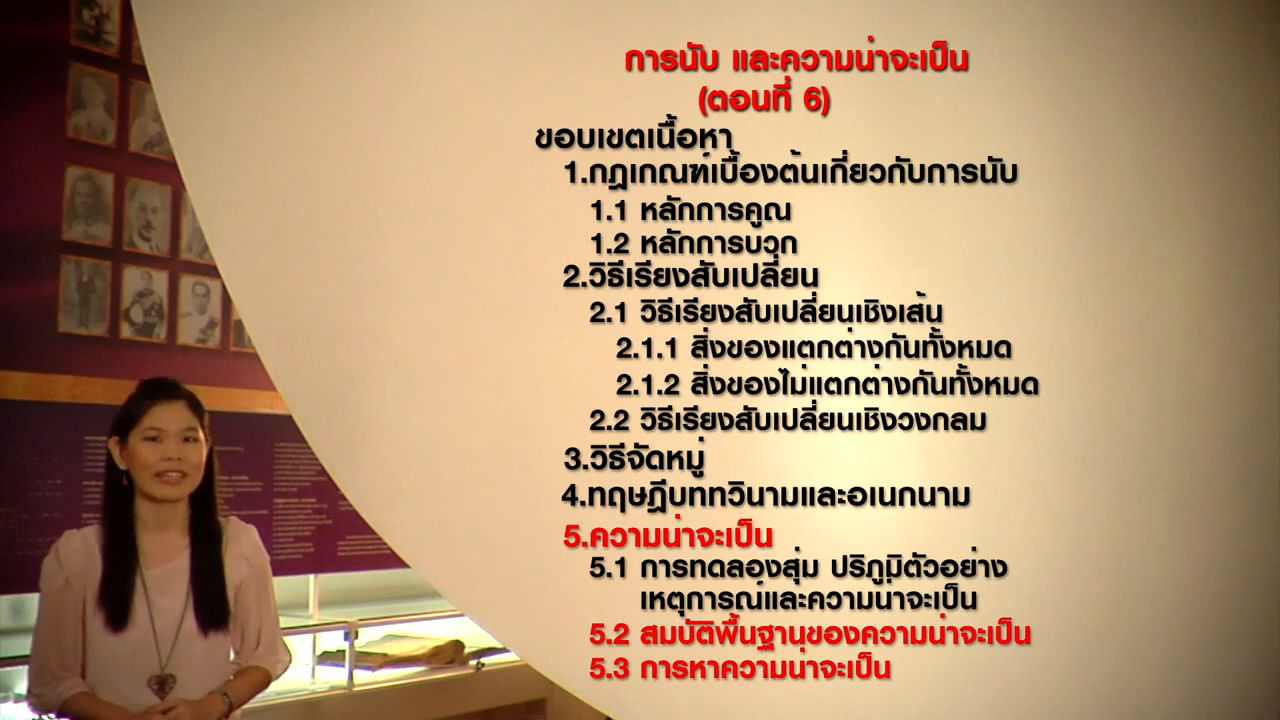 การนับ และความน่าจะเป็น
(ตอนที่ 6)
ขอบเขตเนื้อหา
1.กฎเกณฑ์เบื้องต้นเกี่ยวกับการนับ
1.1 หลักการคูณ
1.2 หลักการบวก
2.วิธีเรียงสับเปลี่ยน
2.1 วิธีเรียงสับเปลี่ยนเชิงเส้น
2.1.1 สิ่งของแตกต่างกันทั้งหมด
2.1.2 สิ่งของไม่แตกต่างกันทั้งหมด
2.2 วิธีเรียงสับเปลี่ยนเชิงวงกลม
3.วิธีจัดหมู่
4.ทฤษฎีบททวินามและอเนกนาม
5.ความน่าจะเป็น
5.1 การทดลองสุ่ม ปริภูมิตัวอย่าง
เหตุการณ์และความน่าจะเป็น
5.2 สมบัติพื้นฐานของความน่าจะเป็น
5.3 การหาความน่าจะเป็น